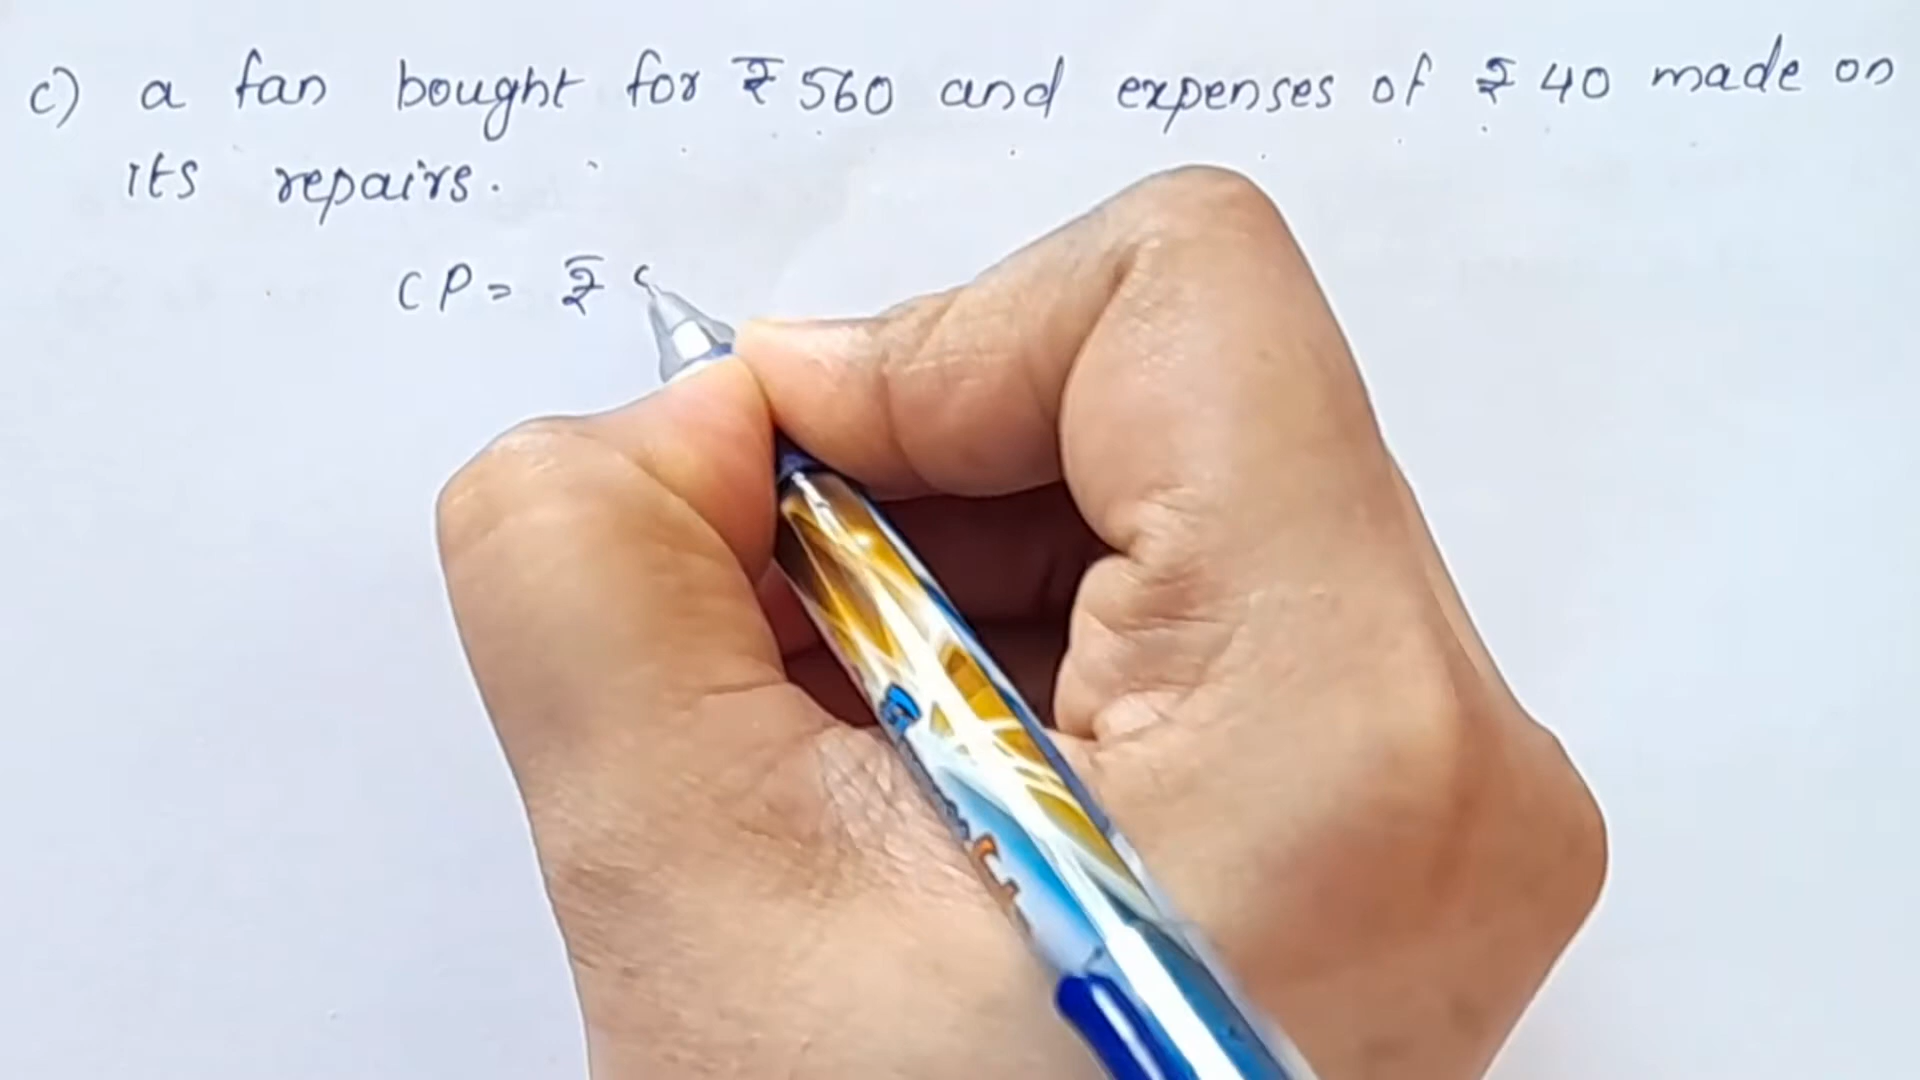 c) a fan bought for ₹ 560 and expenses of ₹ 40 made on
its repairs.
CP = ₹